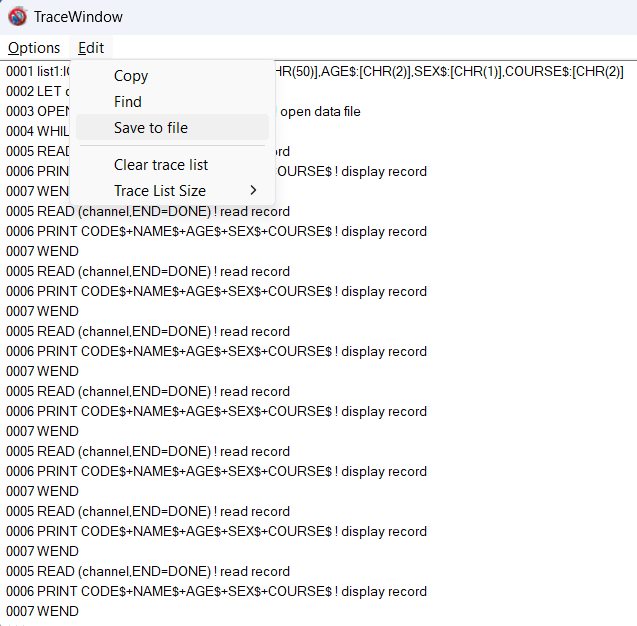 TraceWindow
Options Edit
Copy
Find
Save to file
Clear trace list
Trace List Size
0001 list1:I HR(50)],AGE$:[CHR(2)],SEX$:[CHR(1)],COURSE$:[CHR(2)]
0002 LET
0003 OPEN open data file
0004 WHIL
0005 READ rd
0006 PRIN OURSE$ ! display record
0007 WEN
0005 READ (channel,END=DONE) ! read record
0006 PRINT CODE$+NAME$+AGE$+SEX$+COURSE$ ! display record
0007 WEND
0005 READ (channel,END=DONE) ! read record
0006 PRINT CODE$+NAME$+AGE$+SEX$+COURSE$ ! display record
0007 WEND
0005 READ (channel,END=DONE) ! read record
0006 PRINT CODE$+NAME$+AGE$+SEX$+COURSE$ ! display record
0007 WEND
0005 READ (channel,END=DONE) ! read record
0006 PRINT CODE$+NAME$+AGE$+SEX$+COURSE$ ! display record
0007 WEND
0005 READ (channel,END=DONE) ! read record
0006 PRINT CODE$+NAME$+AGE$+SEX$+COURSE$ ! display record
0007 WEND
0005 READ (channel,END=DONE) ! read record
0006 PRINT CODE$+NAME$+AGE$+SEX$+COURSE$ ! display record
0007 WEND
0005 READ (channel,END=DONE) ! read record
0006 PRINT CODE$+NAME$+AGE$+SEX$+COURSE$ ! display record
0007 WEND